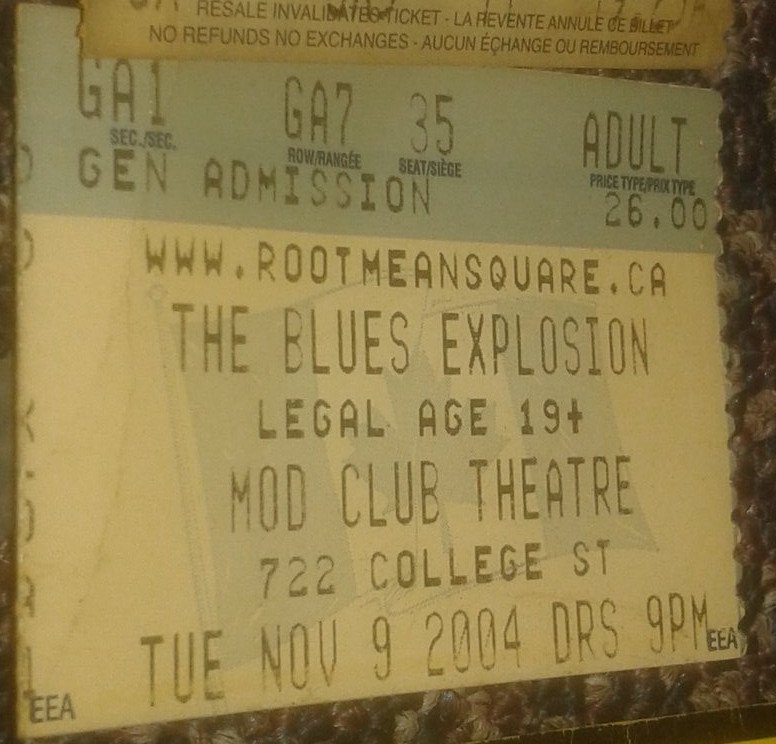 RESALE INVALIDATES TICKET - LA REVENTE ANNULE CE BILLET
NO REFUNDS NO EXCHANGES - AUCUN ÉCHANGE OU REMBOURSEMENT
GA1 GA7 35 ADULT
SEC./SEC. ROW/RANGÉE SEAT/SIÈGE PRICE TYPE/PRIX TYPE
GEN ADMISSION 26.00
WWW.ROOTMEANSQUARE.CA
THE BLUES EXPLOSION
LEGAL AGE 19+
MOD CLUB THEATRE
722 COLLEGE ST
TUE NOV 9 2004 DRS 9PM
EEA EEA